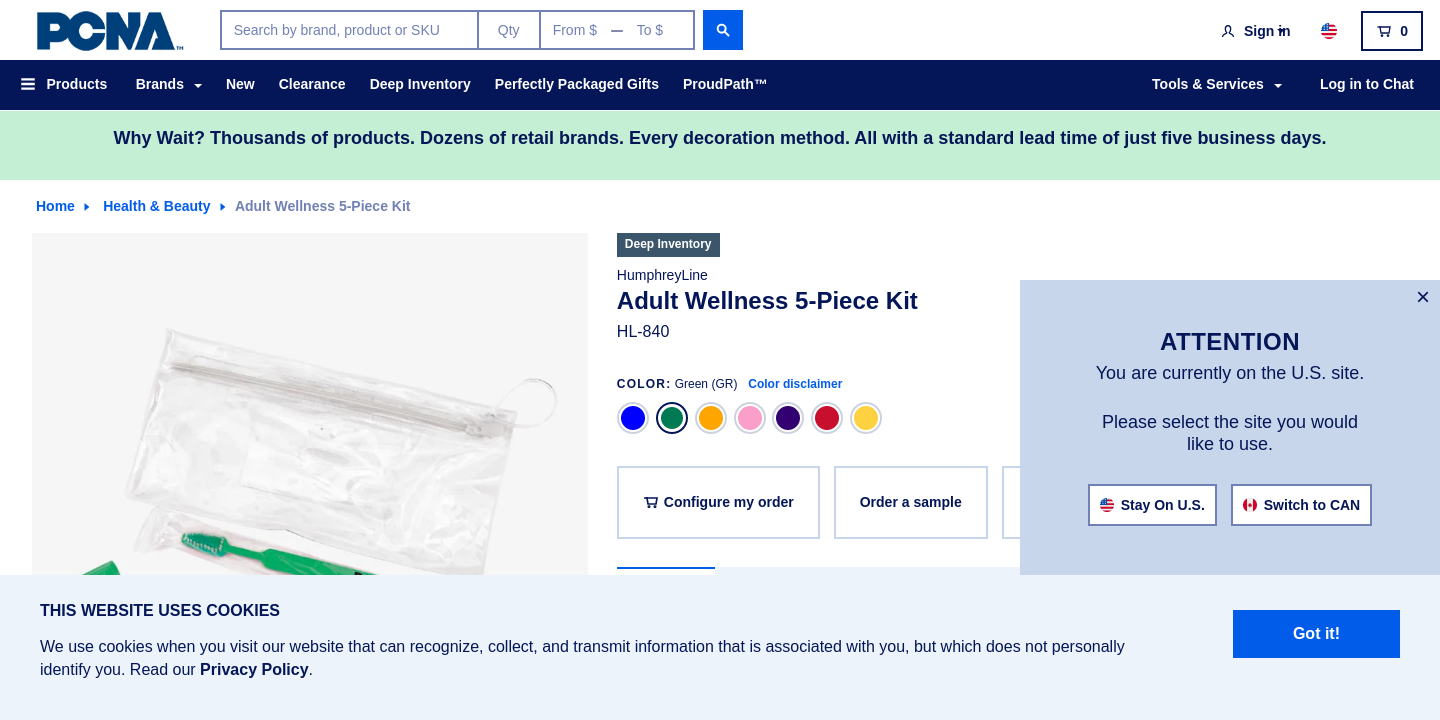 PCNA™
Search by brand, product or SKU
Qty
From $ — To $
Sign in
0
Products
Brands
New
Clearance
Deep Inventory
Perfectly Packaged Gifts
ProudPath™
Tools & Services
Log in to Chat
Why Wait? Thousands of products. Dozens of retail brands. Every decoration method. All with a standard lead time of just five business days.
Home
Health & Beauty
Adult Wellness 5-Piece Kit
Deep Inventory
HumphreyLine
Adult Wellness 5-Piece Kit
HL-840
COLOR: Green (GR) Color disclaimer
Configure my order
Order a sample
×
ATTENTION
You are currently on the U.S. site.
Please select the site you would
like to use.
Stay On U.S.
Switch to CAN
THIS WEBSITE USES COOKIES
We use cookies when you visit our website that can recognize, collect, and transmit information that is associated with you, but which does not personally
identify you. Read our Privacy Policy.
Got it!